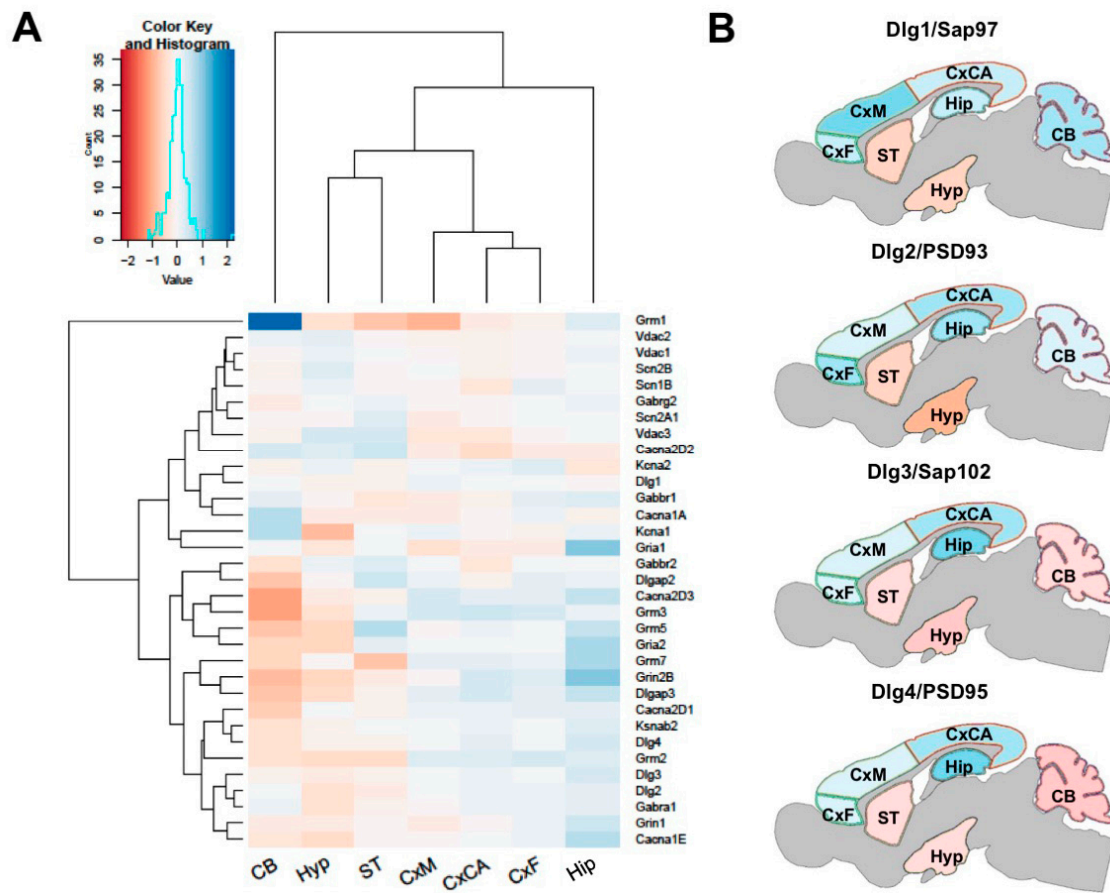 A
Color Key
and Histogram
Count
0 5 10 15 20 25 30 35
−2 −1 0 1 2
Value
Grm1
Vdac2
Vdac1
Scn2B
Scn1B
Gabrg2
Scn2A1
Vdac3
Cacna2D2
Kcna2
Dlg1
Gabbr1
Cacna1A
Kcna1
Gria1
Gabbr2
Dlgap2
Cacna2D3
Grm3
Grm5
Gria2
Grm7
Grin2B
Dlgap3
Cacna2D1
Ksnab2
Dlg4
Grm2
Dlg3
Dlg2
Gabra1
Grin1
Cacna1E
CB Hyp ST CxM CxCA CxF Hip
B
Dlg1/Sap97
CxCA
CxM
Hip
CB
CxF
ST
Hyp
Dlg2/PSD93
CxCA
CxM
Hip
CB
CxF
ST
Hyp
Dlg3/Sap102
CxCA
CxM
Hip
CB
CxF
ST
Hyp
Dlg4/PSD95
CxCA
CxM
Hip
CB
CxF
ST
Hyp